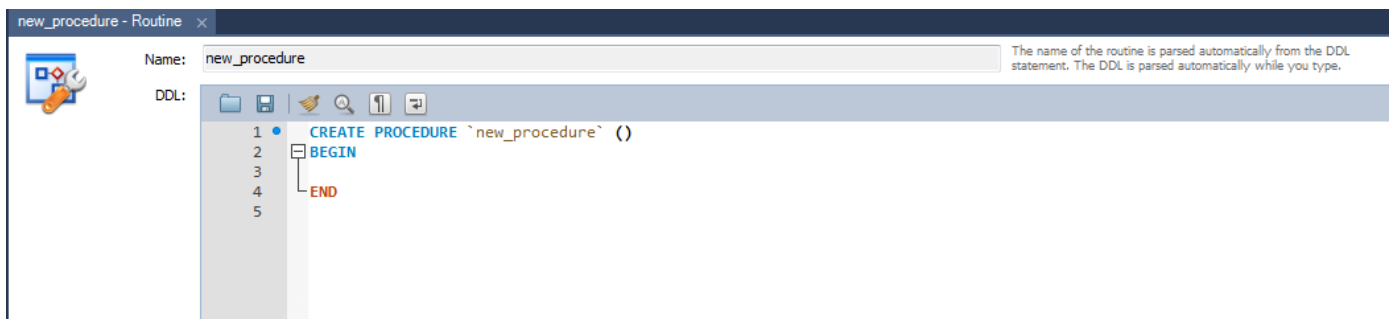 new_procedure - Routine ×
Name:
new_procedure
The name of the routine is parsed automatically from the DDL
statement. The DDL is parsed automatically while you type.
DDL:
1 CREATE PROCEDURE `new_procedure` ()
2 BEGIN
3
4 END
5